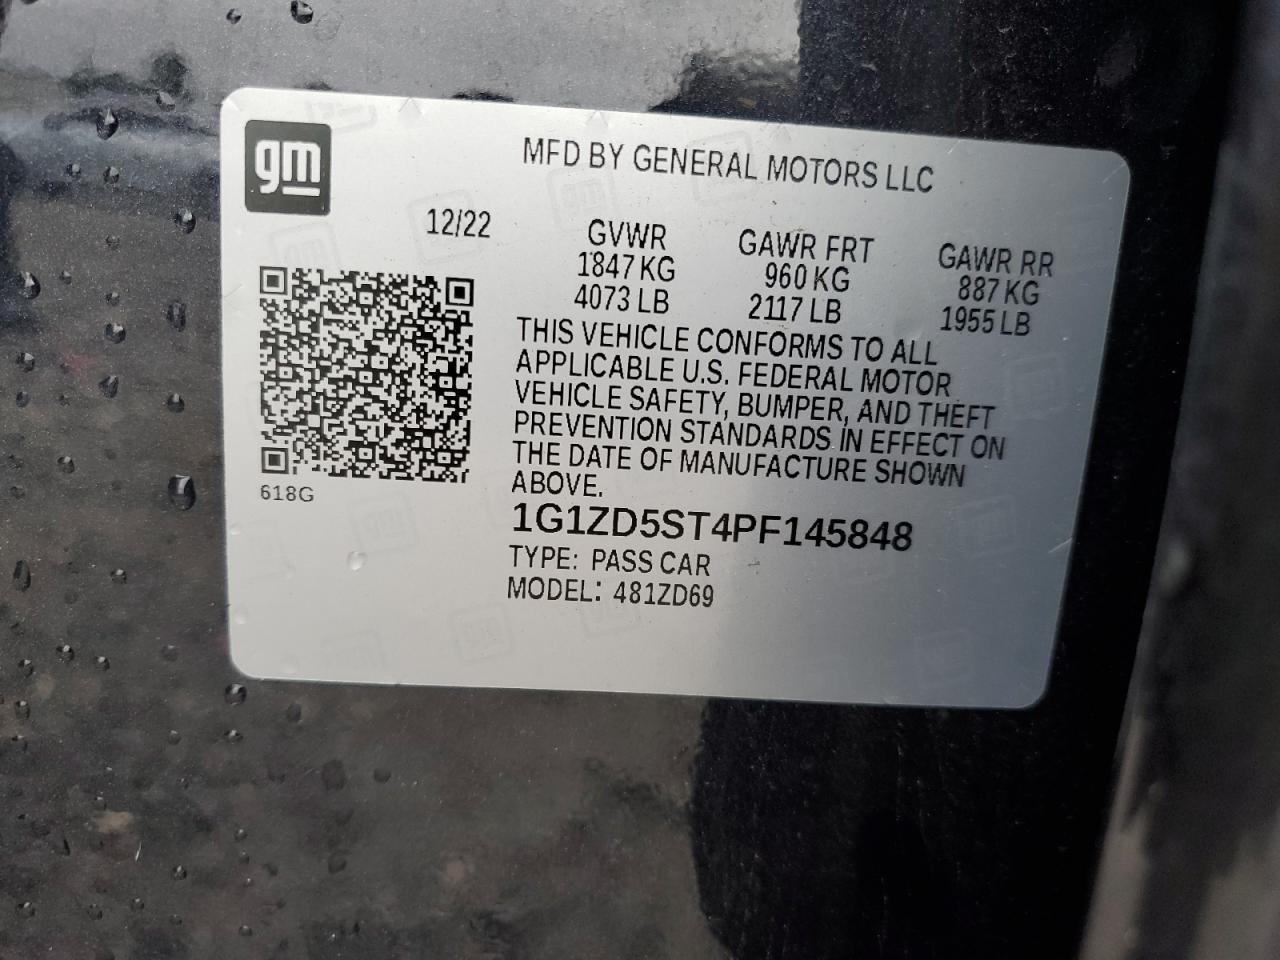 gm
MFD BY GENERAL MOTORS LLC
12/22
GVWR
1847 KG
4073 LB
GAWR FRT
960 KG
2117 LB
GAWR RR
887 KG
1955 LB
THIS VEHICLE CONFORMS TO ALL
APPLICABLE U.S. FEDERAL MOTOR
VEHICLE SAFETY, BUMPER, AND THEFT
PREVENTION STANDARDS IN EFFECT ON
THE DATE OF MANUFACTURE SHOWN
ABOVE.
618G
1G1ZD5ST4PF145848
TYPE: PASS CAR
MODEL: 481ZD69